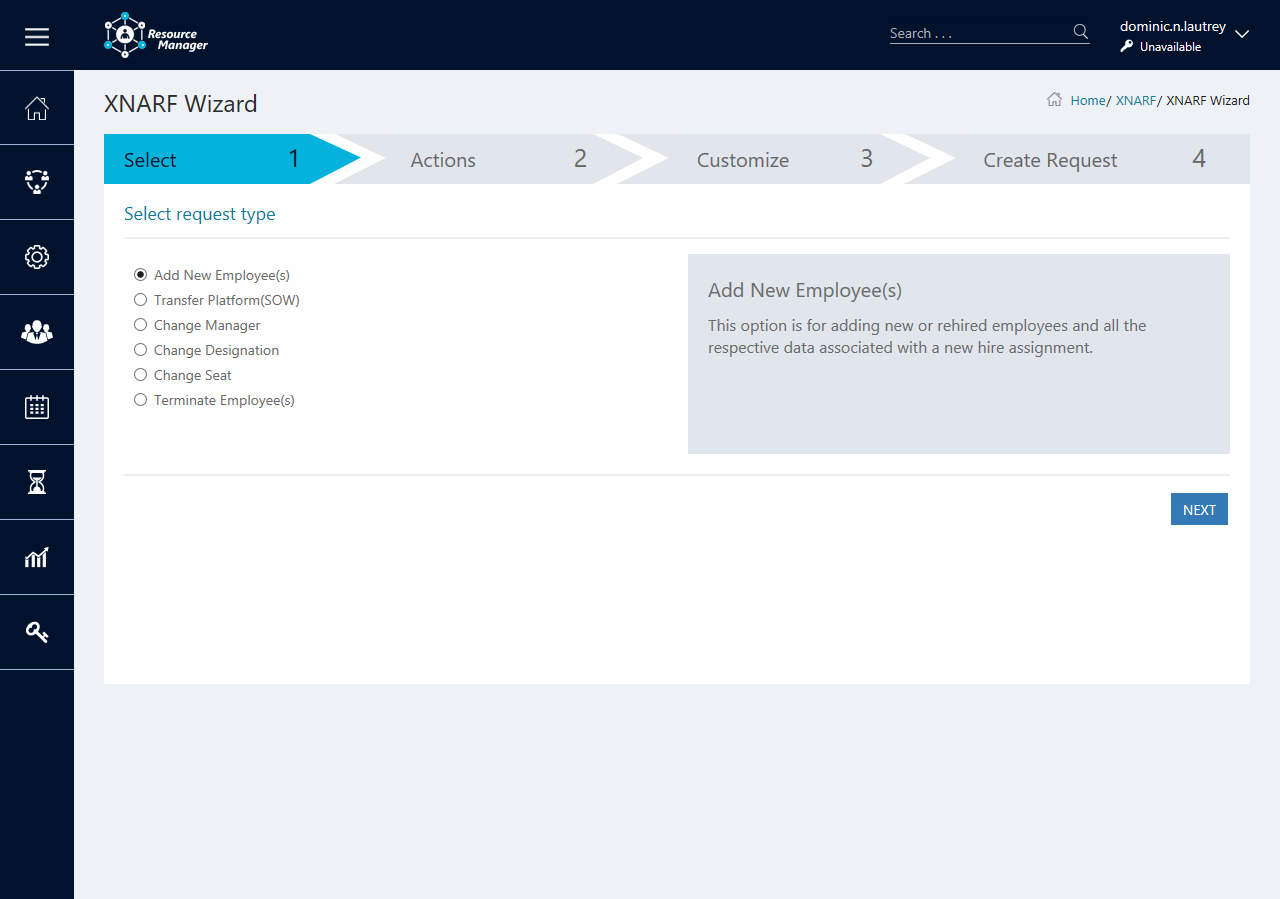 Resource
Manager
Search . . .
dominic.n.lautrey
Unavailable
XNARF Wizard
Home/ XNARF/ XNARF Wizard
Select 1
Actions 2
Customize 3
Create Request 4
Select request type
Add New Employee(s)
Transfer Platform(SOW)
Change Manager
Change Designation
Change Seat
Terminate Employee(s)
Add New Employee(s)
This option is for adding new or rehired employees and all the
respective data associated with a new hire assignment.
NEXT